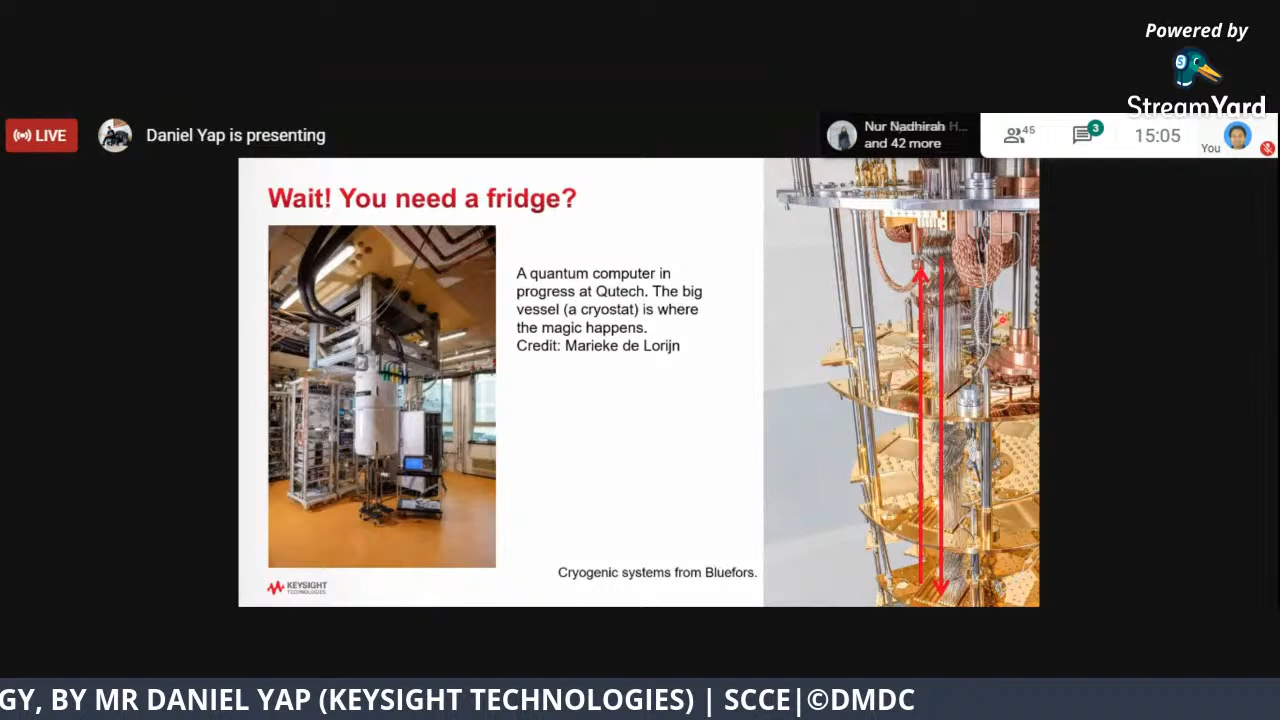 Powered by
StreamYard
LIVE
Daniel Yap is presenting
Nur Nadhirah H...
and 42 more
45
3
15:05
You
Wait! You need a fridge?
A quantum computer in
progress at Qutech. The big
vessel (a cryostat) is where
the magic happens.
Credit: Marieke de Lorijn
Cryogenic systems from Bluefors.
KEYSIGHT
TECHNOLOGIES
GY, BY MR DANIEL YAP (KEYSIGHT TECHNOLOGIES) | SCCE|©DMDC